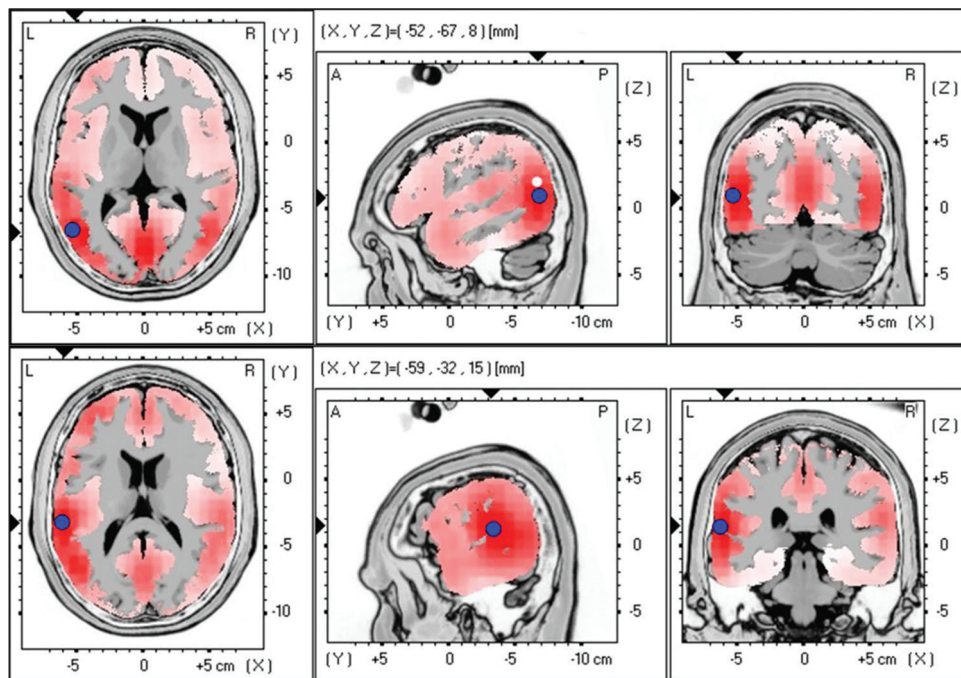 L R (Y)
+5
0
-5
-10
-5 0 +5 cm (X)
(X, Y, Z)=(-52, -67, 8) [mm]
A P (Z)
+5
0
-5
(Y) +5 0 -5 -10 cm
L R (Z)
+5
0
-5
-5 0 +5 cm (X)
L R (Y)
+5
0
-5
-10
-5 0 +5 cm (X)
(X, Y, Z)=(-59, -32, 15) [mm]
A P (Z)
+5
0
-5
(Y) +5 0 -5 -10 cm
L R (Z)
+5
0
-5
-5 0 +5 cm (X)